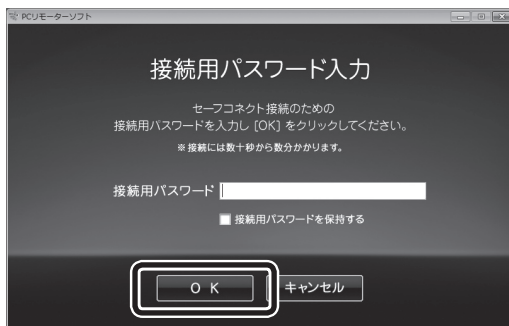 PCリモーターソフト
接続用パスワード入力
セーフコネクト接続のための
接続用パスワードを入力し [OK] をクリックしてください。
※接続には数十秒から数分かかります。
接続用パスワード
接続用パスワードを保持する
OK キャンセル